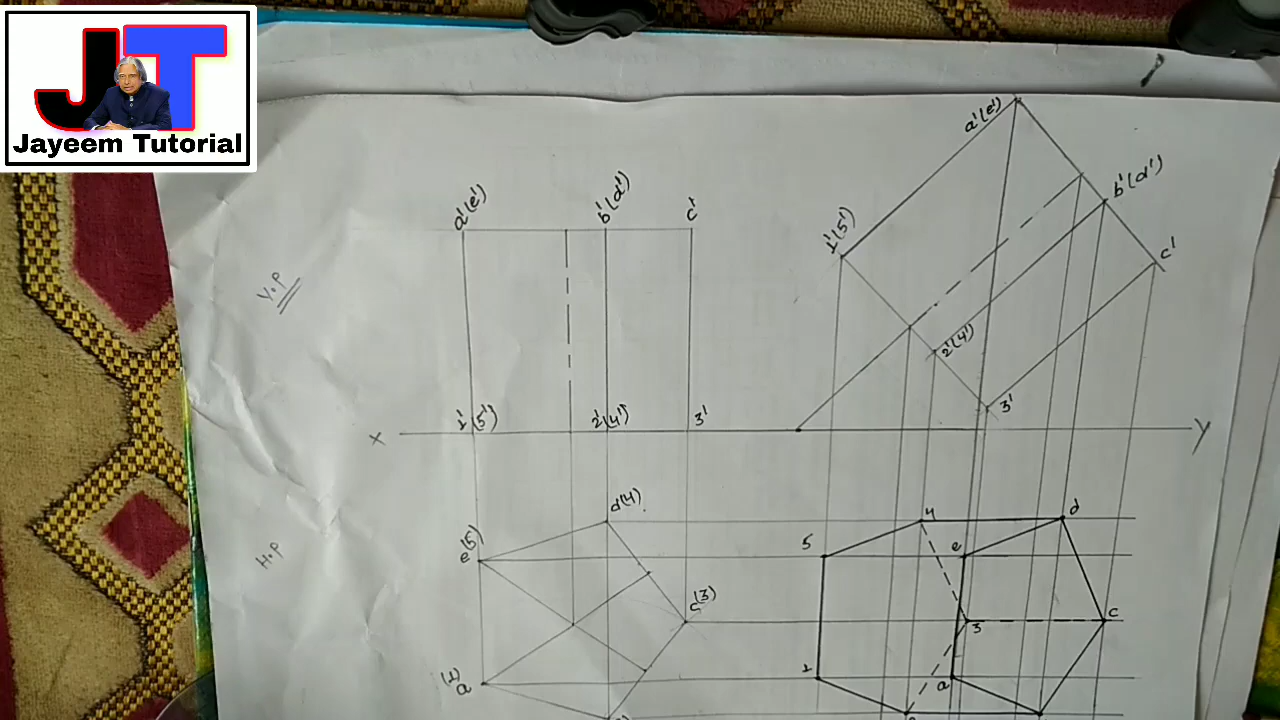 JT
Jayeem Tutorial
a'(e')
b'(d')
c'
V.P
1'(5')
2'(4')
3'
X
Y
a'(e')
b'(d')
c'
1'(5')
2'(4')
3'
H.P
d(4)
e(5)
c(3)
(1)
a
4
d
5
e
3
c
1
a